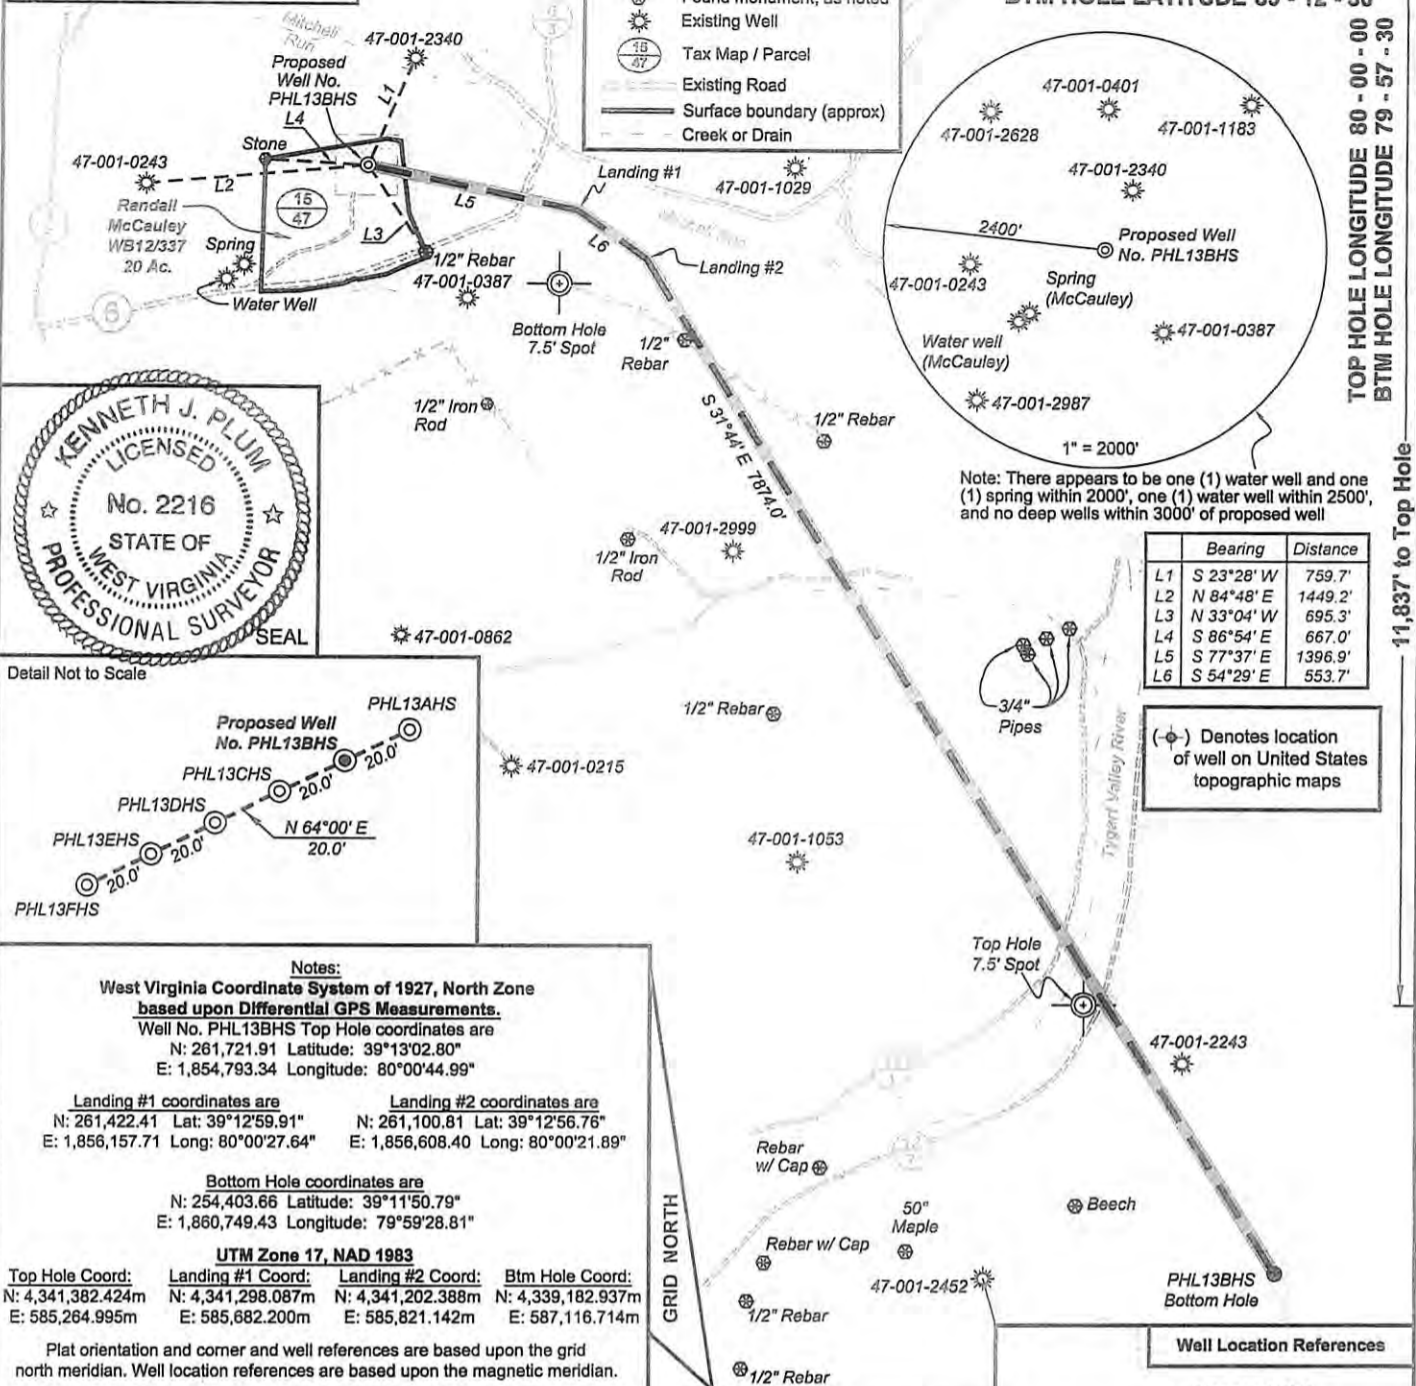 Found monument, as noted
Existing Well
15
47
Tax Map / Parcel
Existing Road
Surface boundary (approx)
Creek or Drain
BTM HOLE LATITUDE 39 - 12 - 30
TOP HOLE LONGITUDE 80 - 00 - 00
BTM HOLE LONGITUDE 79 - 57 - 30
11,837' to Top Hole
Mitchell
Run
47-001-2340
Proposed
Well No.
PHL13BHS
L1
L4
Stone
47-001-0243
L2
15
47
Randall
McCauley
WB12/337
20 Ac.
Spring
L3
1/2" Rebar
47-001-0387
Water Well
6
L5
Landing #1
47-001-1029
L6
Landing #2
Bottom Hole
7.5' Spot
1/2"
Rebar
1/2" Iron
Rod
1/2" Rebar
S 31°44' E 7874.0'
47-001-0401
47-001-2628
47-001-1183
47-001-2340
2400'
Proposed Well
No. PHL13BHS
47-001-0243
Spring
(McCauley)
Water well
(McCauley)
47-001-0387
47-001-2987
1" = 2000'
Note: There appears to be one (1) water well and one
(1) spring within 2000', one (1) water well within 2500',
and no deep wells within 3000' of proposed well
Bearing Distance
L1 S 23°28' W 759.7'
L2 N 84°48' E 1449.2'
L3 N 33°04' W 695.3'
L4 S 86°54' E 667.0'
L5 S 77°37' E 1396.9'
L6 S 54°29' E 553.7'
KENNETH J. PLUM
LICENSED
No. 2216
STATE OF
WEST VIRGINIA
PROFESSIONAL SURVEYOR
SEAL
47-001-2999
1/2" Iron
Rod
47-001-0862
1/2" Rebar
3/4"
Pipes
Tygart Valley River
(-⌖-) Denotes location
of well on United States
topographic maps
Detail Not to Scale
PHL13AHS
Proposed Well
No. PHL13BHS
20.0'
PHL13CHS
20.0'
PHL13DHS
N 64°00' E
20.0'
PHL13EHS
20.0'
20.0'
PHL13FHS
47-001-0215
47-001-1053
Top Hole
7.5' Spot
47-001-2243
Notes:
West Virginia Coordinate System of 1927, North Zone
based upon Differential GPS Measurements.
Well No. PHL13BHS Top Hole coordinates are
N: 261,721.91 Latitude: 39°13'02.80"
E: 1,854,793.34 Longitude: 80°00'44.99"
Landing #1 coordinates are
N: 261,422.41 Lat: 39°12'59.91"
E: 1,856,157.71 Long: 80°00'27.64"
Landing #2 coordinates are
N: 261,100.81 Lat: 39°12'56.76"
E: 1,856,608.40 Long: 80°00'21.89"
Bottom Hole coordinates are
N: 254,403.66 Latitude: 39°11'50.79"
E: 1,860,749.43 Longitude: 79°59'28.81"
UTM Zone 17, NAD 1983
Top Hole Coord: Landing #1 Coord: Landing #2 Coord: Btm Hole Coord:
N: 4,341,382.424m N: 4,341,298.087m N: 4,341,202.388m N: 4,339,182.937m
E: 585,264.995m E: 585,682.200m E: 585,821.142m E: 587,116.714m
Plat orientation and corner and well references are based upon the grid
north meridian. Well location references are based upon the magnetic meridian.
GRID NORTH
Rebar
w/ Cap
50"
Maple
Beech
Rebar w/ Cap
47-001-2452
1/2" Rebar
1/2" Rebar
PHL13BHS
Bottom Hole
Well Location References